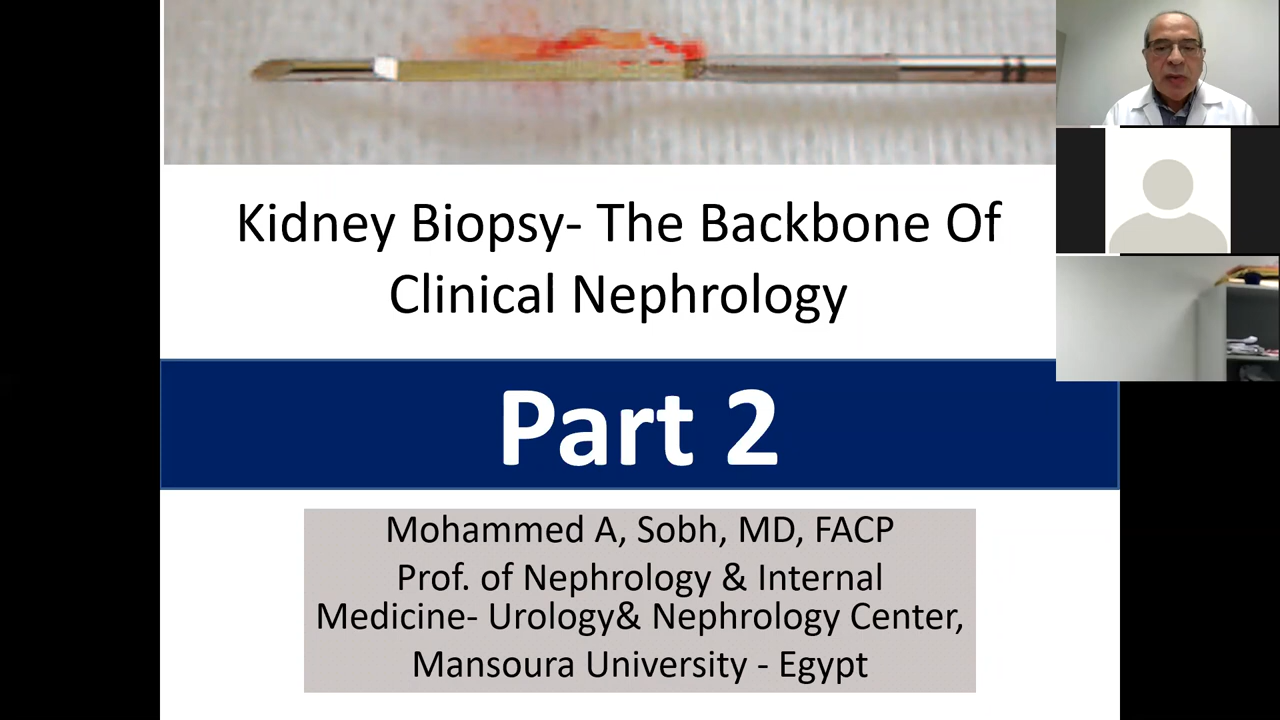 Kidney Biopsy- The Backbone Of
Clinical Nephrology
Part 2
Mohammed A, Sobh, MD, FACP
Prof. of Nephrology & Internal
Medicine- Urology& Nephrology Center,
Mansoura University - Egypt